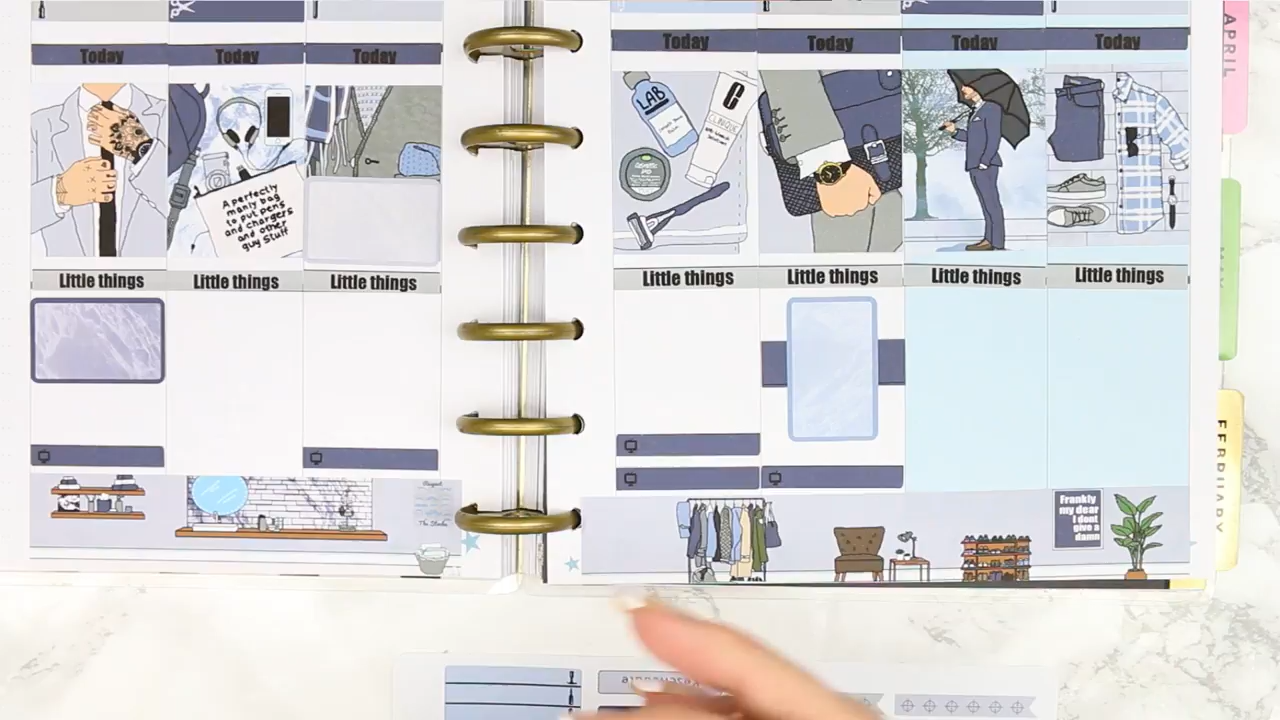 Today
Today
Today
Today
Today
Today
Today
APRIL
LAB
C
CLINIQUE
A perfectly
manly bag
to put pens
and chargers
and other
guy stuff
Little things
Little things
Little things
Little things
Little things
Little things
Little things
FEBRUARY
Frankly
my dear
I dont
give a
damn